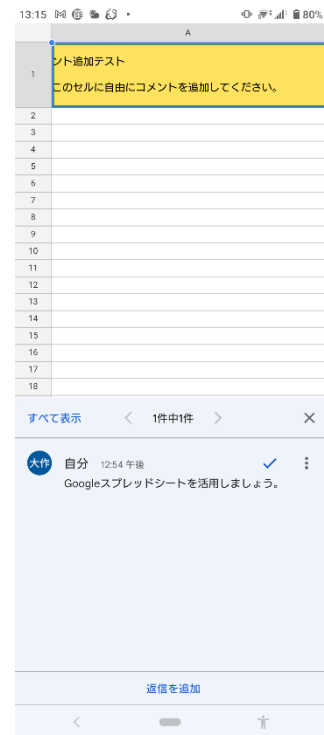 13:15 80%
A
1 ント追加テスト
このセルに自由にコメントを追加してください。
2
3
4
5
6
7
8
9
10
11
12
13
14
15
16
17
18
すべて表示 1件中1件
大作 自分 12:54 午後
Googleスプレッドシートを活用しましょう。
返信を追加